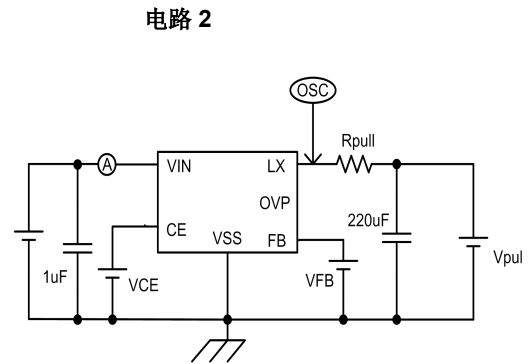 电路 2
OSC
Rpull
A
VIN
LX
OVP
CE
VSS
FB
220uF
1uF
VCE
VFB
Vpul